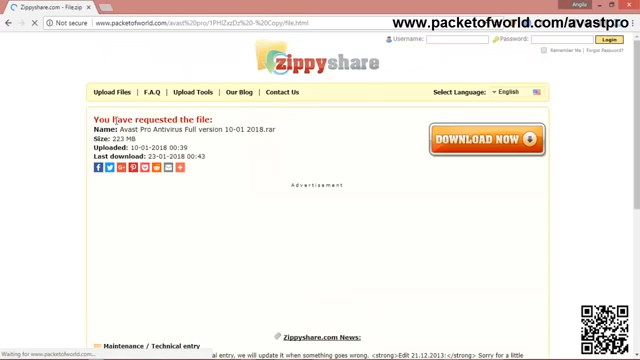 Zippyshare.com - File.zip
Angéla
Not secure | www.packetofworld.com/avast%20pro/1PHIZszDz%20-%20Copy/file.html
www.packetofworld.com/avastpro
Username:
Password:
Login
Remember me | Forgot Password?
zippyshare
Upload Files | F.A.Q | Upload Tools | Our Blog | Contact Us
Select Language:
English
You have requested the file:
Name: Avast Pro Antivirus Full version 10-01 2018.rar
Size: 223 MB
Uploaded: 10-01-2018 00:39
Last download: 23-01-2018 00:43
DOWNLOAD NOW
Advertisement
Zippyshare.com News:
Maintenance / Technical entry
al entry, we will update it when something goes wrong. <strong>Edit 21.12.2013:</strong> Sorry for a little
Waiting for www.packetofworld.com...